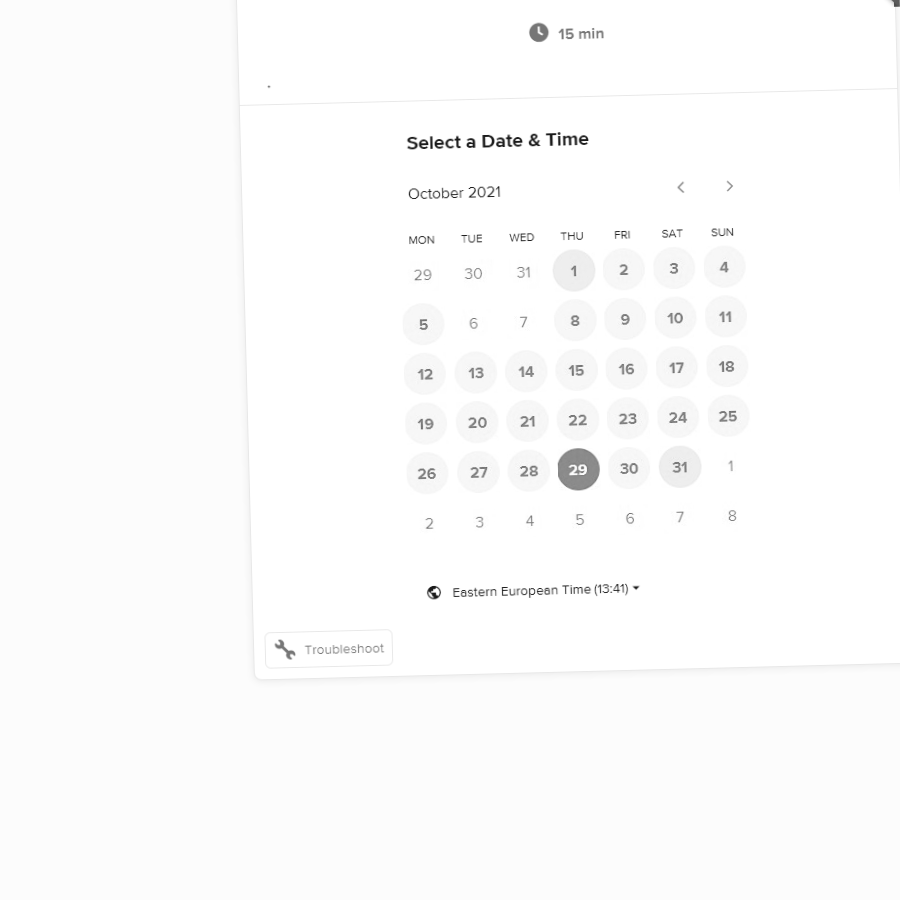 15 min
.
Select a Date & Time
October 2021
MON TUE WED THU FRI SAT SUN
29 30 31 1 2 3 4
5 6 7 8 9 10 11
12 13 14 15 16 17 18
19 20 21 22 23 24 25
26 27 28 29 30 31 1
2 3 4 5 6 7 8
Eastern European Time (13:41)
Troubleshoot